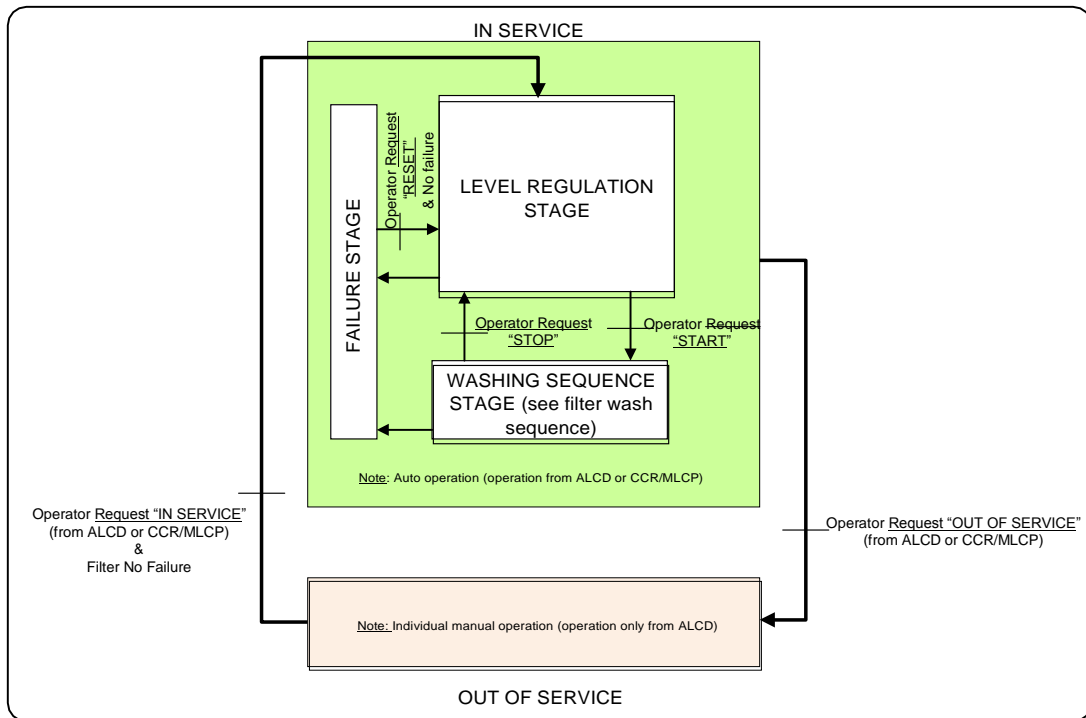 IN SERVICE
FAILURE STAGE
Operator Request
“RESET”
& No failure
LEVEL REGULATION
STAGE
Operator Request
“STOP”
Operator Request
“START”
WASHING SEQUENCE
STAGE (see filter wash
sequence)
Note: Auto operation (operation from ALCD or CCR/MLCP)
Operator Request “IN SERVICE”
(from ALCD or CCR/MLCP)
&
Filter No Failure
Operator Request “OUT OF SERVICE”
(from ALCD or CCR/MLCP)
Note: Individual manual operation (operation only from ALCD)
OUT OF SERVICE